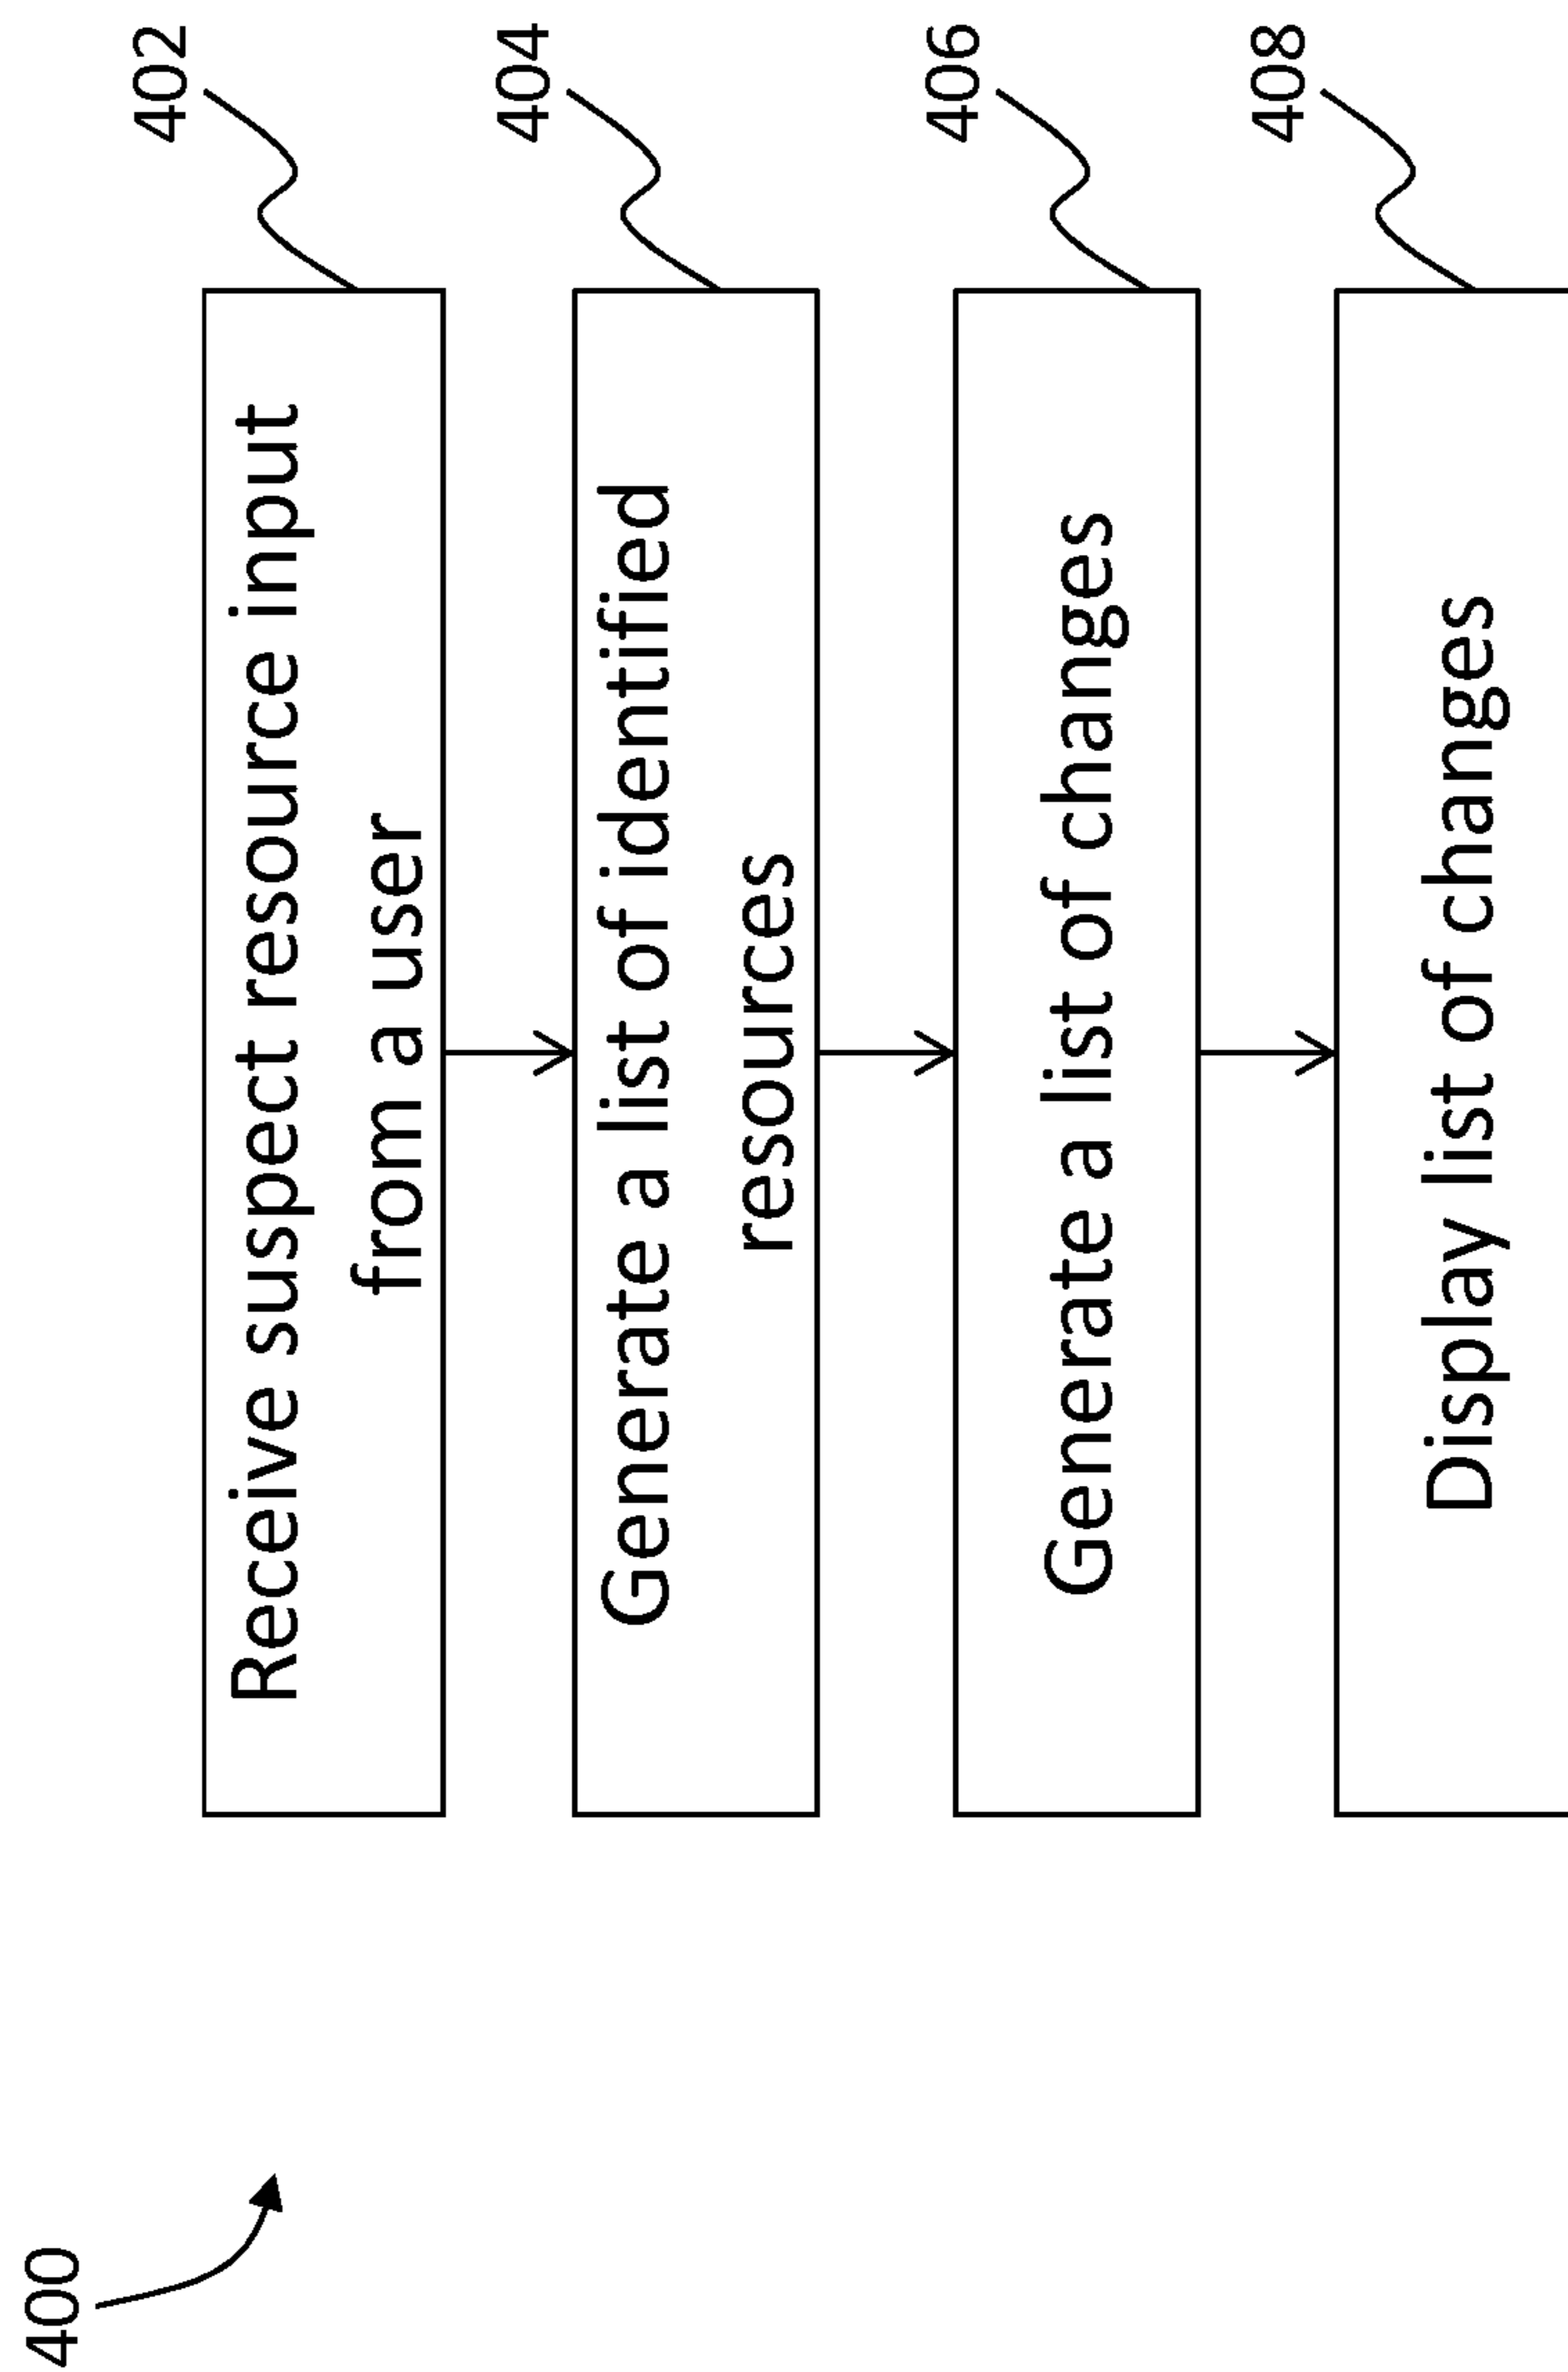 400
402
Receive suspect resource input
from a user
404
Generate a list of identified
resources
406
Generate a list of changes
408
Display list of changes